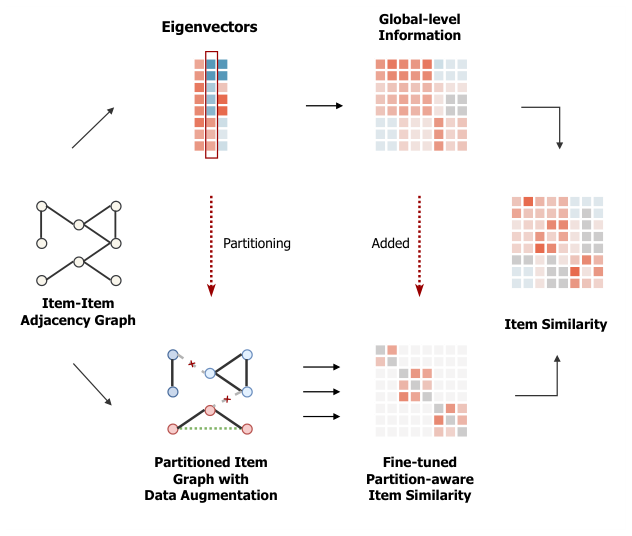 Eigenvectors
Global-level
Information
Partitioning
Added
Item-Item
Adjacency Graph
Item Similarity
Partitioned Item
Graph with
Data Augmentation
Fine-tuned
Partition-aware
Item Similarity